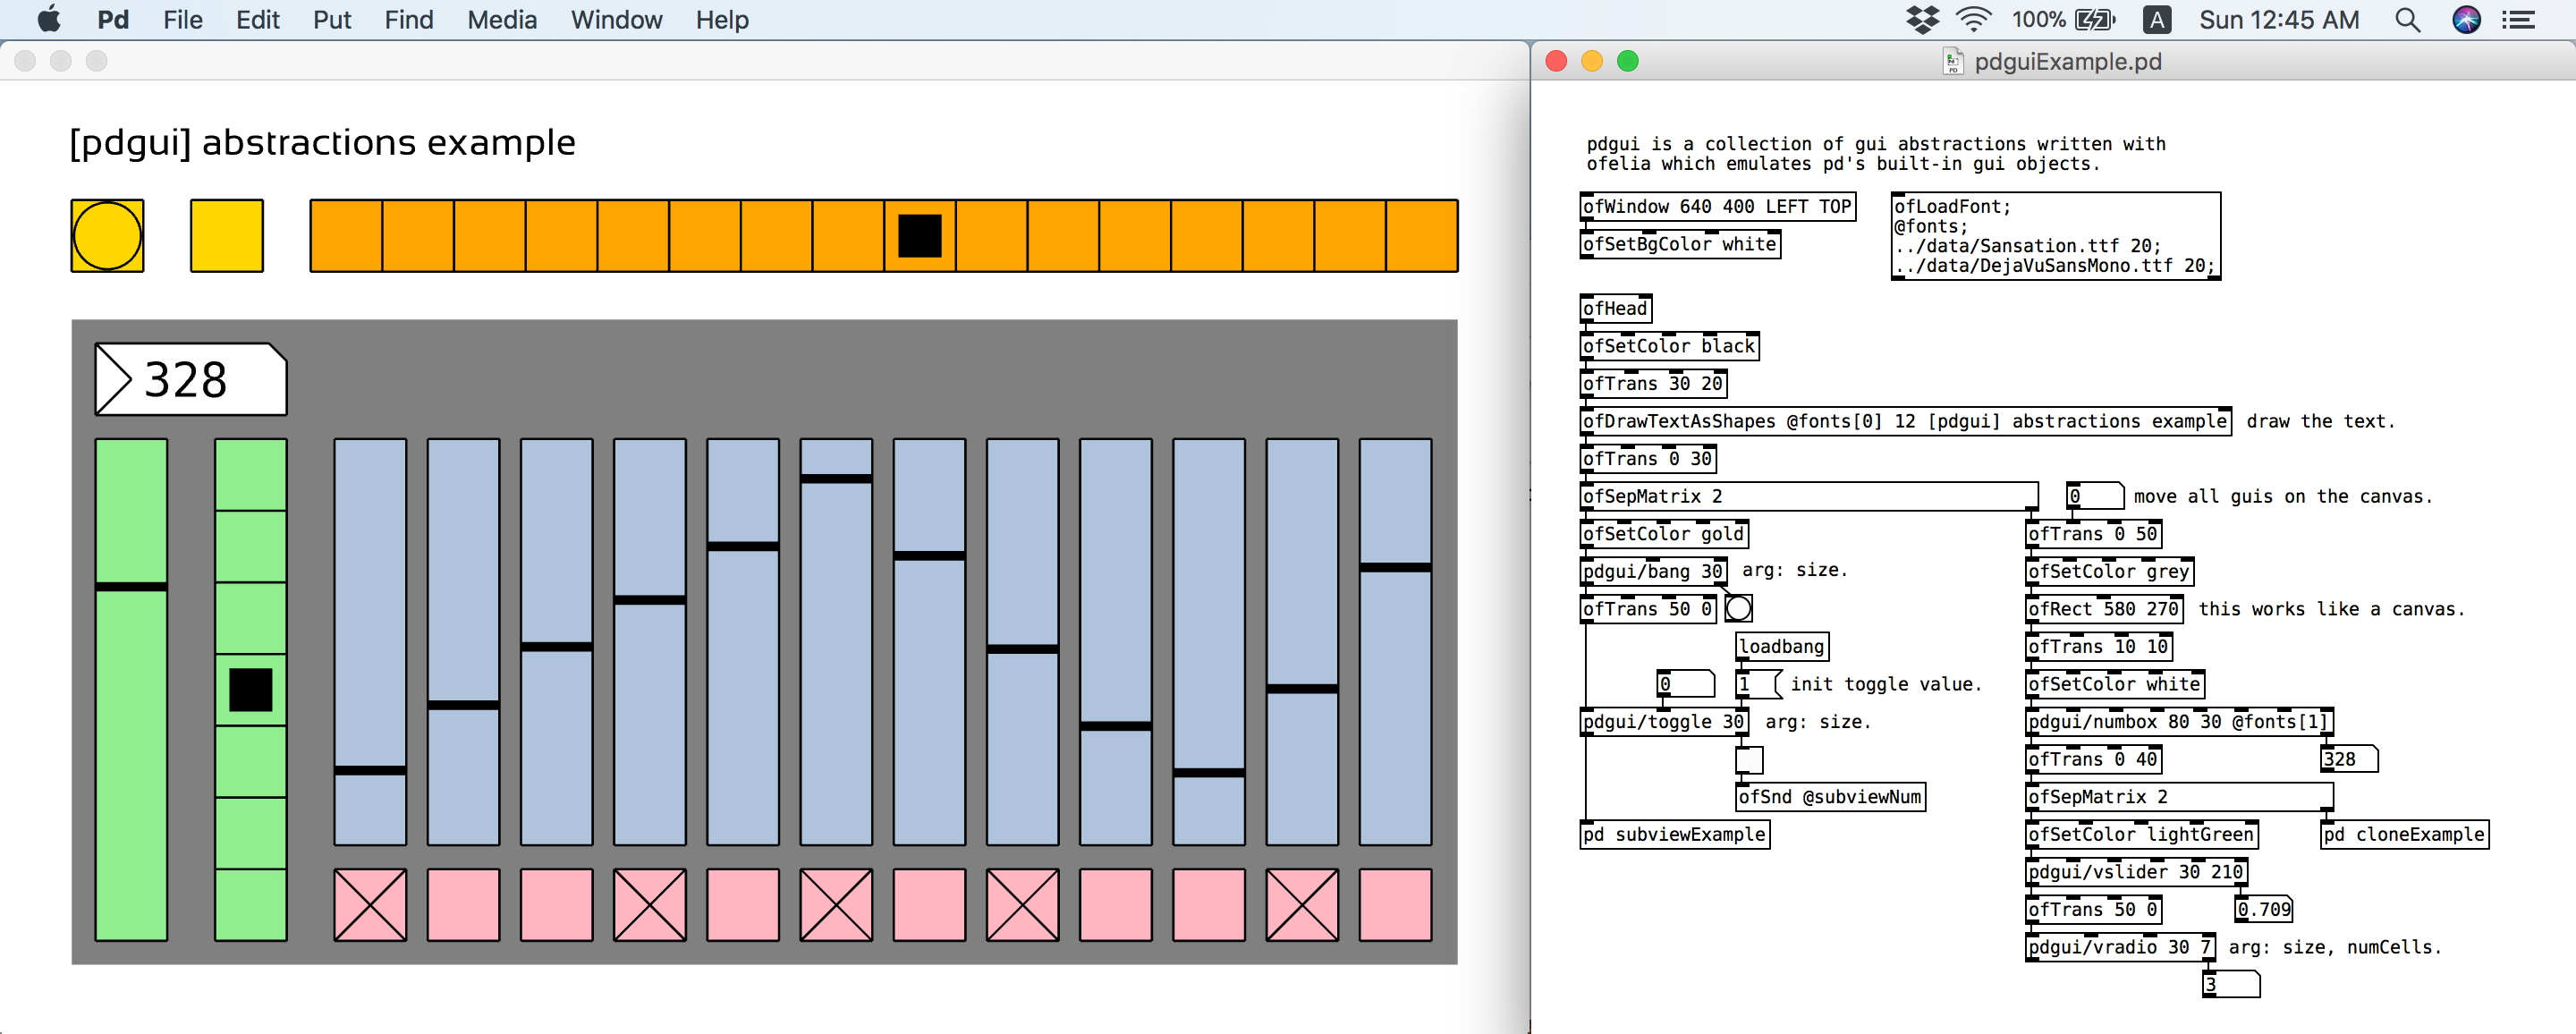 Pd File Edit Put Find Media Window Help
100% A Sun 12:45 AM
pdguiExample.pd
[pdgui] abstractions example
328
pdgui is a collection of gui abstractions written with
ofelia which emulates pd's built-in gui objects.
ofWindow 640 400 LEFT TOP
ofSetBgColor white
ofLoadFont;
@fonts;
../data/Sansation.ttf 20;
../data/DejaVuSansMono.ttf 20;
ofHead
ofSetColor black
ofTrans 30 20
ofDrawTextAsShapes @fonts[0] 12 [pdgui] abstractions example
draw the text.
ofTrans 0 30
ofSepMatrix 2
0
move all guis on the canvas.
ofSetColor gold
ofTrans 0 50
pdgui/bang 30
arg: size.
ofSetColor grey
ofTrans 50 0
ofRect 580 270
this works like a canvas.
loadbang
ofTrans 10 10
0
1
init toggle value.
ofSetColor white
pdgui/toggle 30
arg: size.
pdgui/numbox 80 30 @fonts[1]
ofTrans 0 40
328
ofSnd @subviewNum
ofSepMatrix 2
pd subviewExample
ofSetColor lightGreen
pd cloneExample
pdgui/vslider 30 210
ofTrans 50 0
0.709
pdgui/vradio 30 7
arg: size, numCells.
3